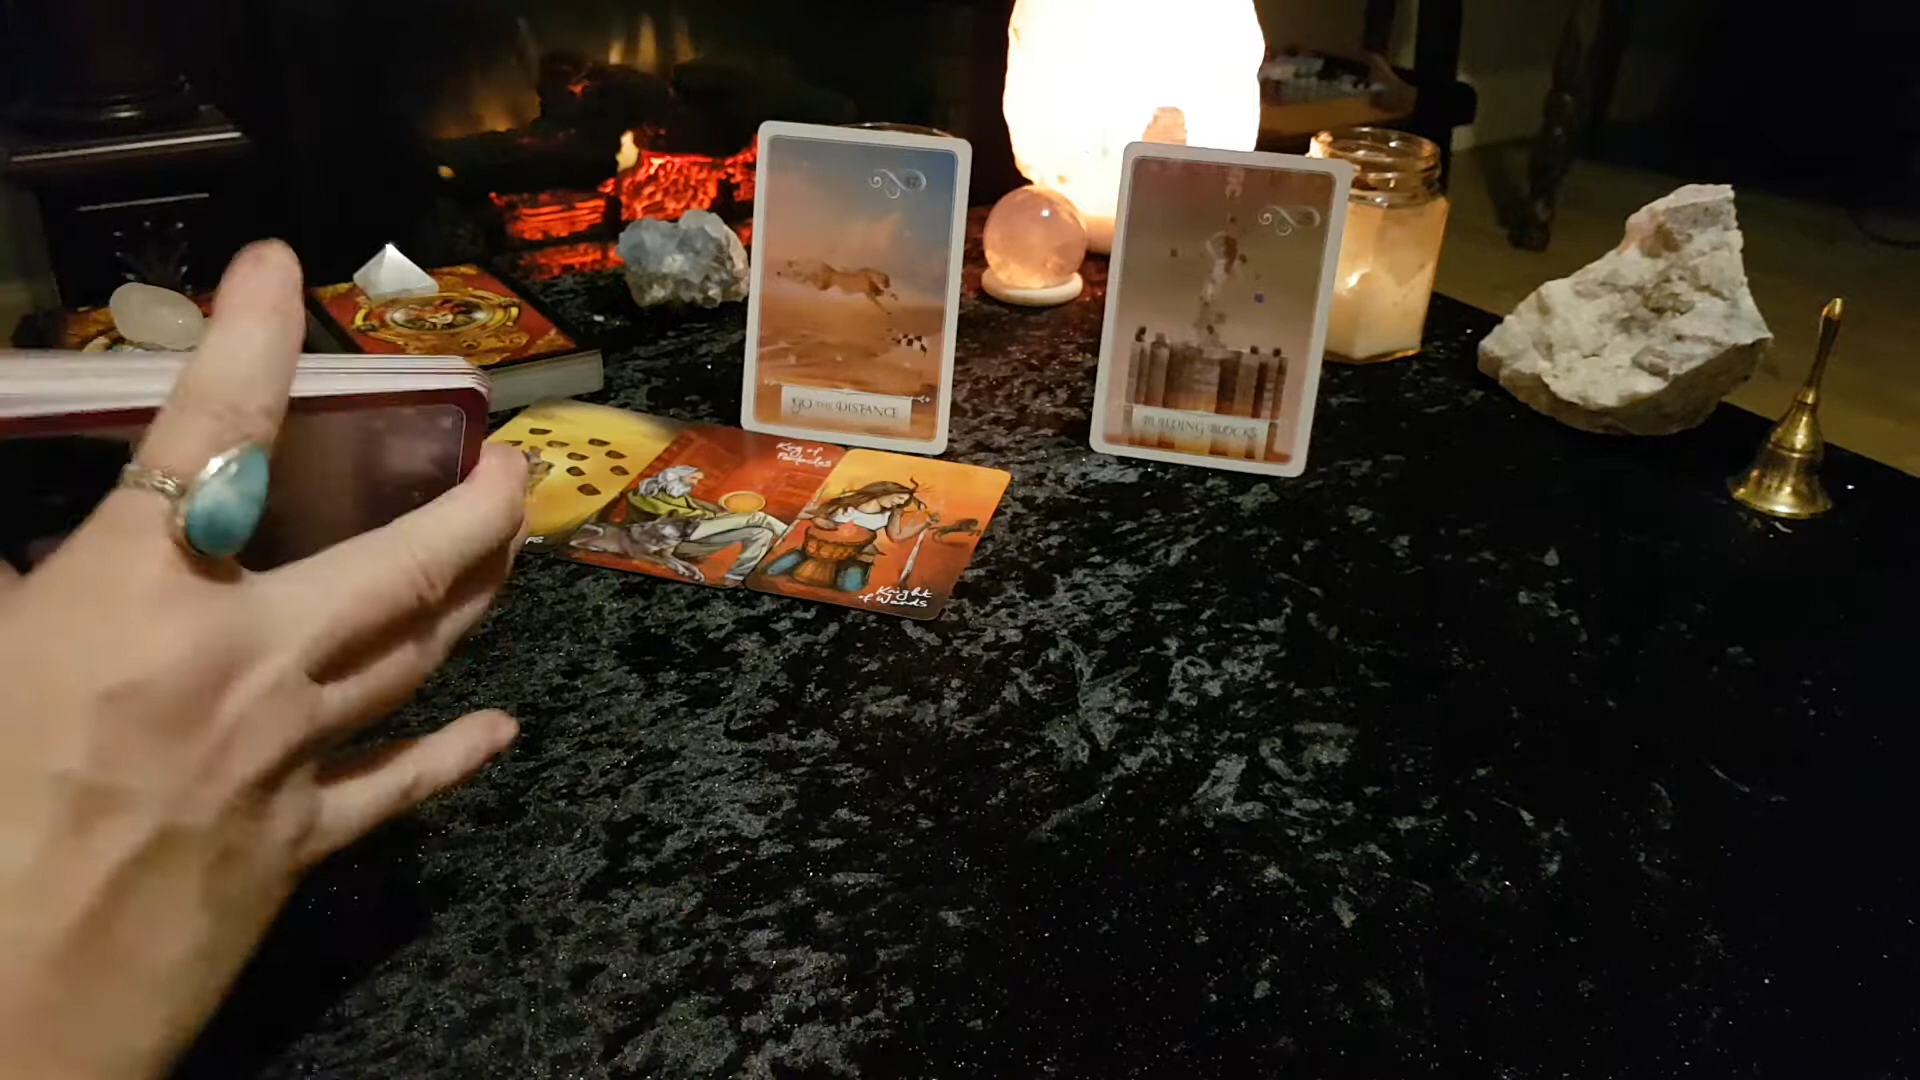 GO THE DISTANCE
BUILDING BLOCKS
King of
Pentacles
Knight
of Wands